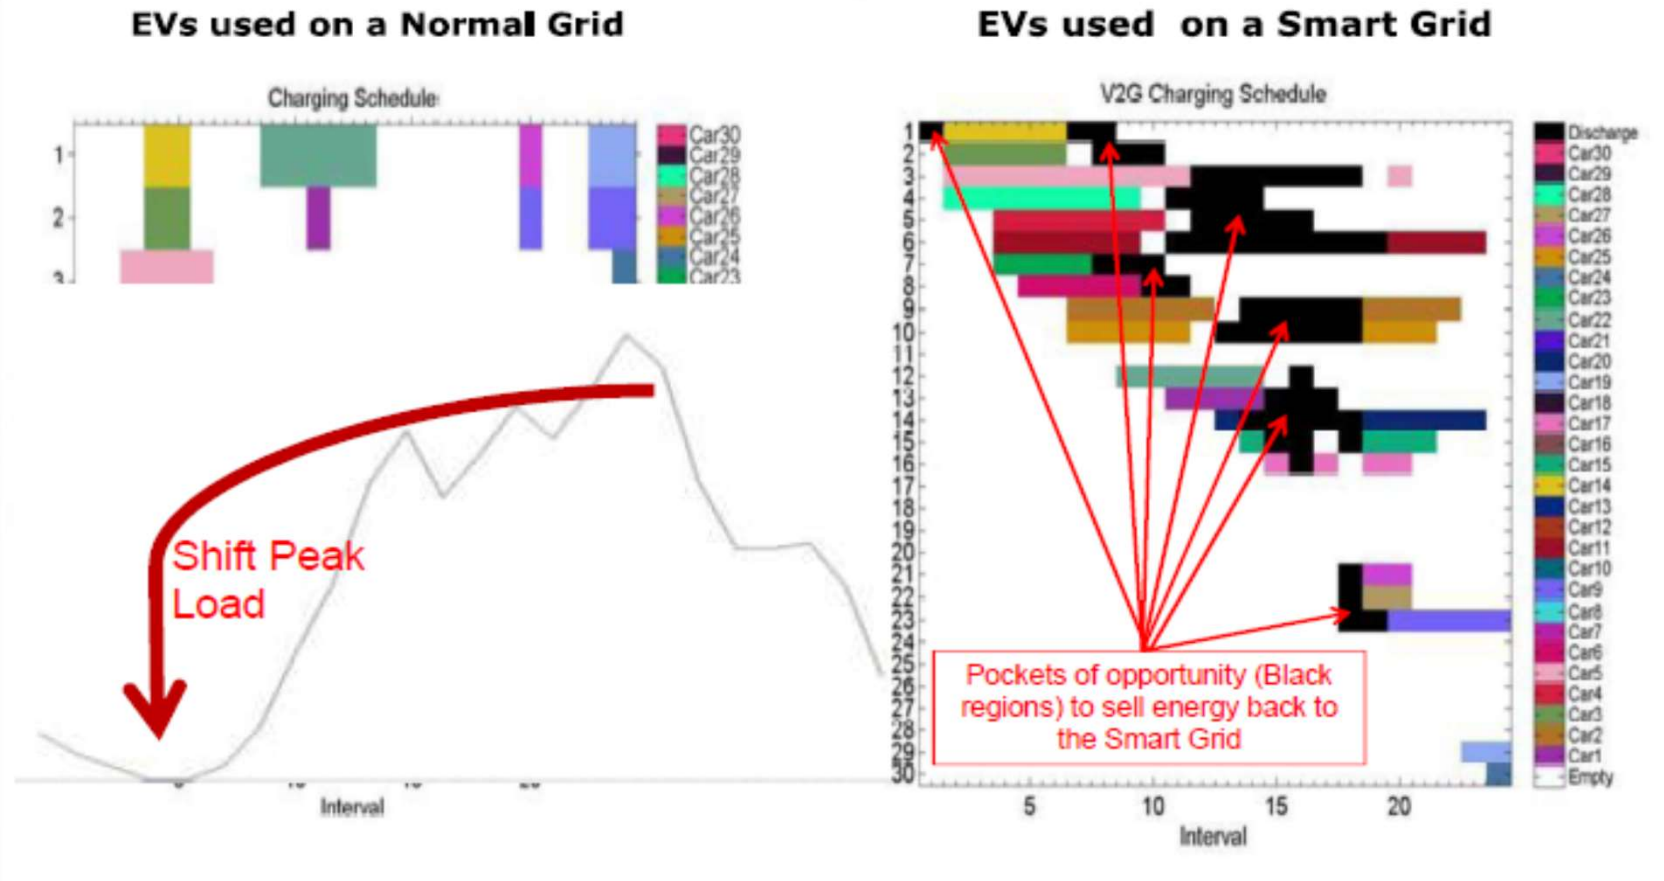 EVs used on a Normal Grid
Charging Schedule
1
2
3
Car30
Car29
Car28
Car27
Car26
Car25
Car24
Car23
Shift Peak
Load
Interval
EVs used on a Smart Grid
V2G Charging Schedule
1
2
3
4
5
6
7
8
9
10
11
12
13
14
15
16
17
18
19
20
21
22
23
24
25
26
27
28
29
30
Pockets of opportunity (Black
regions) to sell energy back to
the Smart Grid
5 10 15 20
Interval
Discharge
Car30
Car29
Car28
Car27
Car26
Car25
Car24
Car23
Car22
Car21
Car20
Car19
Car18
Car17
Car16
Car15
Car14
Car13
Car12
Car11
Car10
Car9
Car8
Car7
Car6
Car5
Car4
Car3
Car2
Car1
Empty